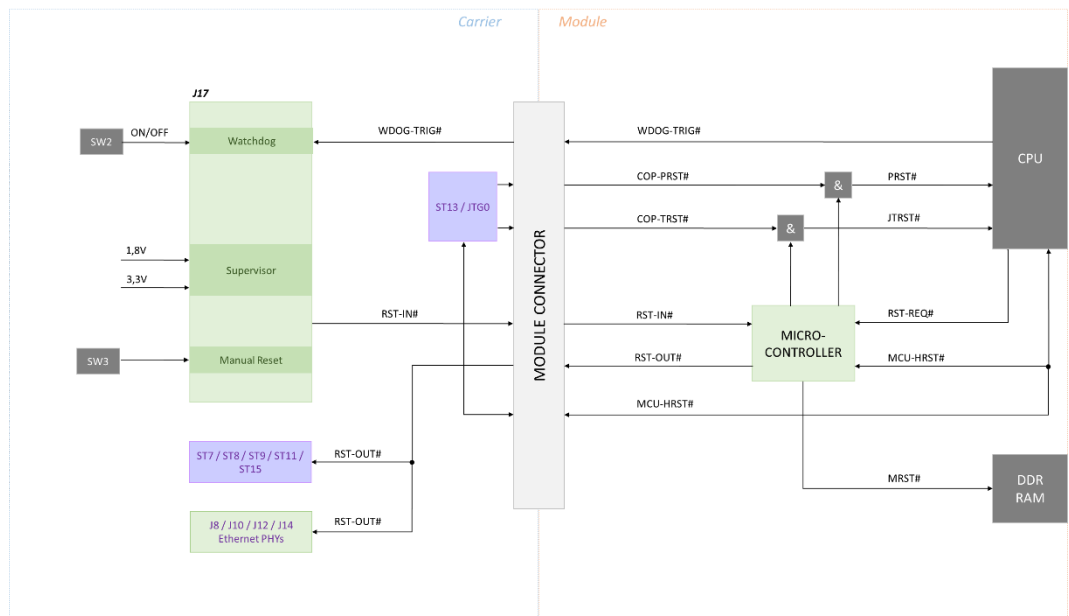 Carrier
Module
J17
SW2
ON/OFF
Watchdog
WDOG-TRIG#
WDOG-TRIG#
CPU
ST13 / JTG0
COP-PRST#
&
PRST#
COP-TRST#
&
JTRST#
1,8V
3,3V
Supervisor
MODULE CONNECTOR
RST-IN#
RST-IN#
MICRO-
CONTROLLER
RST-REQ#
SW3
Manual Reset
RST-OUT#
MCU-HRST#
MCU-HRST#
ST7 / ST8 / ST9 / ST11 /
ST15
RST-OUT#
MRST#
DDR
RAM
J8 / J10 / J12 / J14
Ethernet PHYs
RST-OUT#